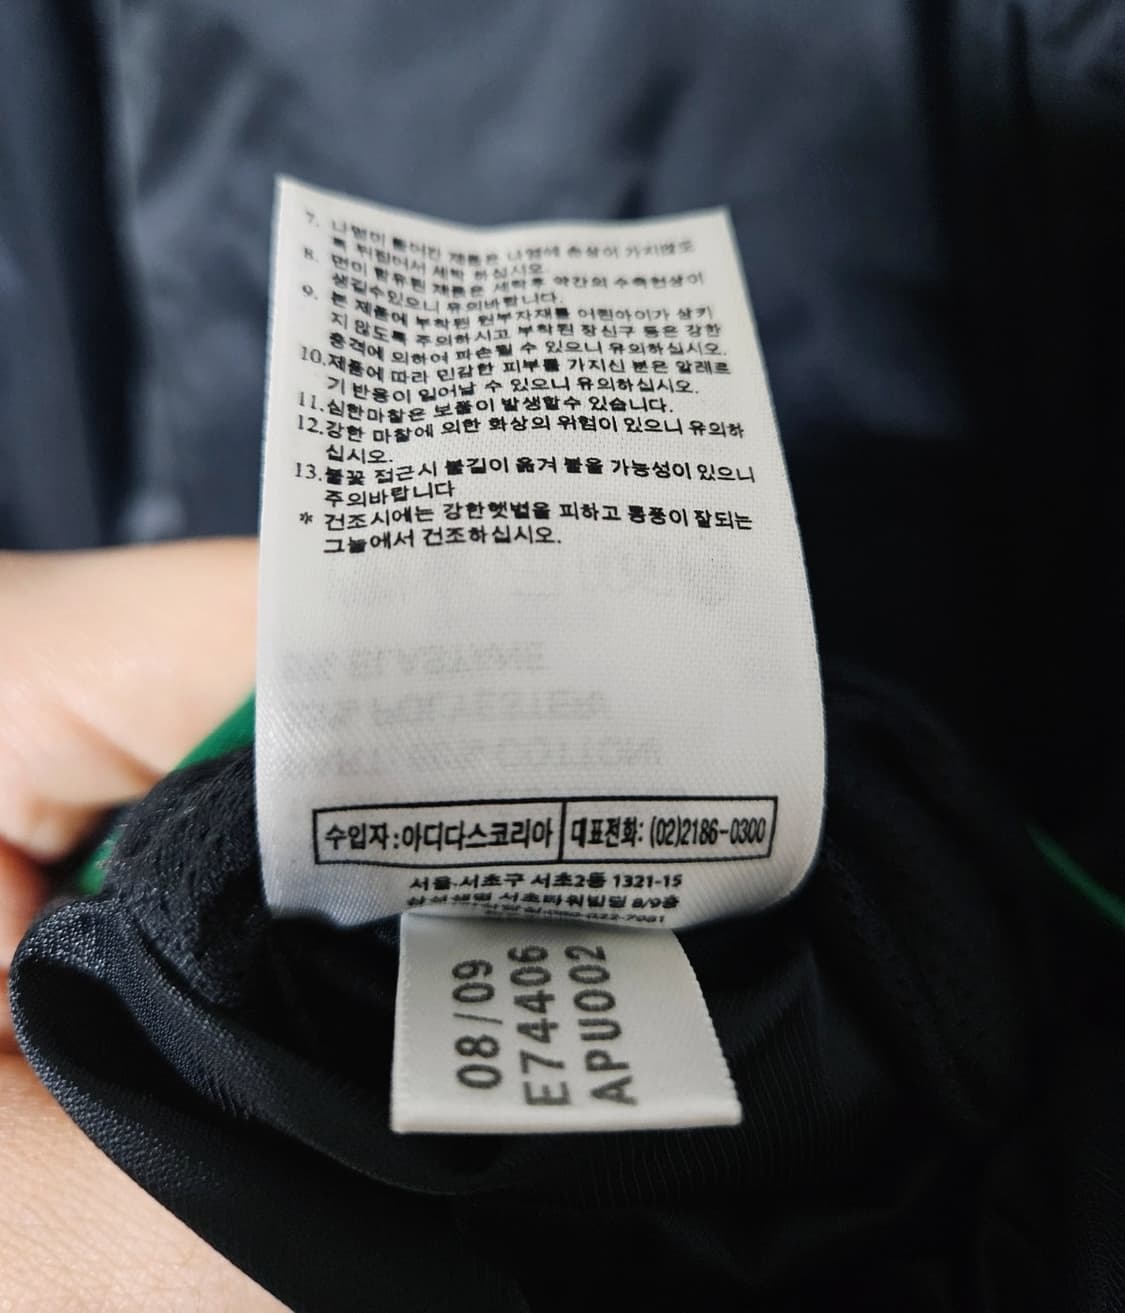 7. 나염이 들어간 제품은 나염에 손상이 가지않도
록 뒤집어서 세탁 하십시오.
8. 면이 함유된 제품은 세탁후 약간의 수축현상이
생길수있으니 유의바랍니다.
9. 본 제품에 부착된 원부자재를 어린아이가 삼키
지 않도록 주의하시고 부착된 장신구 등은 강한
충격에 의하여 파손될 수 있으니 유의하십시오.
10.제품에 따라 민감한 피부를 가지신 분은 알레르
기 반응이 일어날 수 있으니 유의하십시오.
11.심한마찰은 보풀이 발생할수 있습니다.
12.강한 마찰에 의한 화상의 위험이 있으니 유의하
십시오.
13.불꽃 접근시 불길이 옮겨 붙을 가능성이 있으니
주의바랍니다
* 건조시에는 강한햇볕을 피하고 통풍이 잘되는
그늘에서 건조하십시오.
ELASTANE
% POLYESTER/
COTTON/
수입자:아디다스코리아 대표전화: (02)2186-0300
서울.서초구 서초2동 1321-15
서초타워빌딩 8/9층
080-022-7981
08/09
E74406
APU002